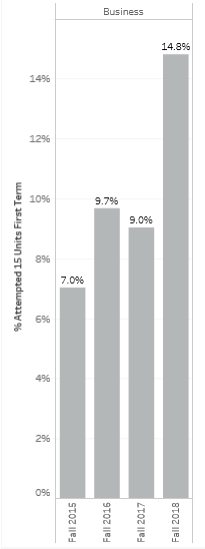 Business
14.8%
14%
12%
10%
9.7%
9.0%
8%
7.0%
6%
4%
2%
0%
% Attempted 15 Units First Term
Fall 2015
Fall 2016
Fall 2017
Fall 2018